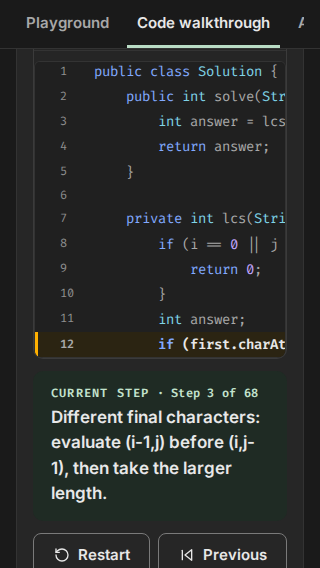 Playground Code walkthrough
1 public class Solution {
2 public int solve(Str
3 int answer = lcs
4 return answer;
5 }
6
7 private int lcs(Stri
8 if (i == 0 || j
9 return 0;
10 }
11 int answer;
12 if (first.charAt
CURRENT STEP · Step 3 of 68
Different final characters:
evaluate (i-1,j) before (i,j-
1), then take the larger
length.
Restart Previous